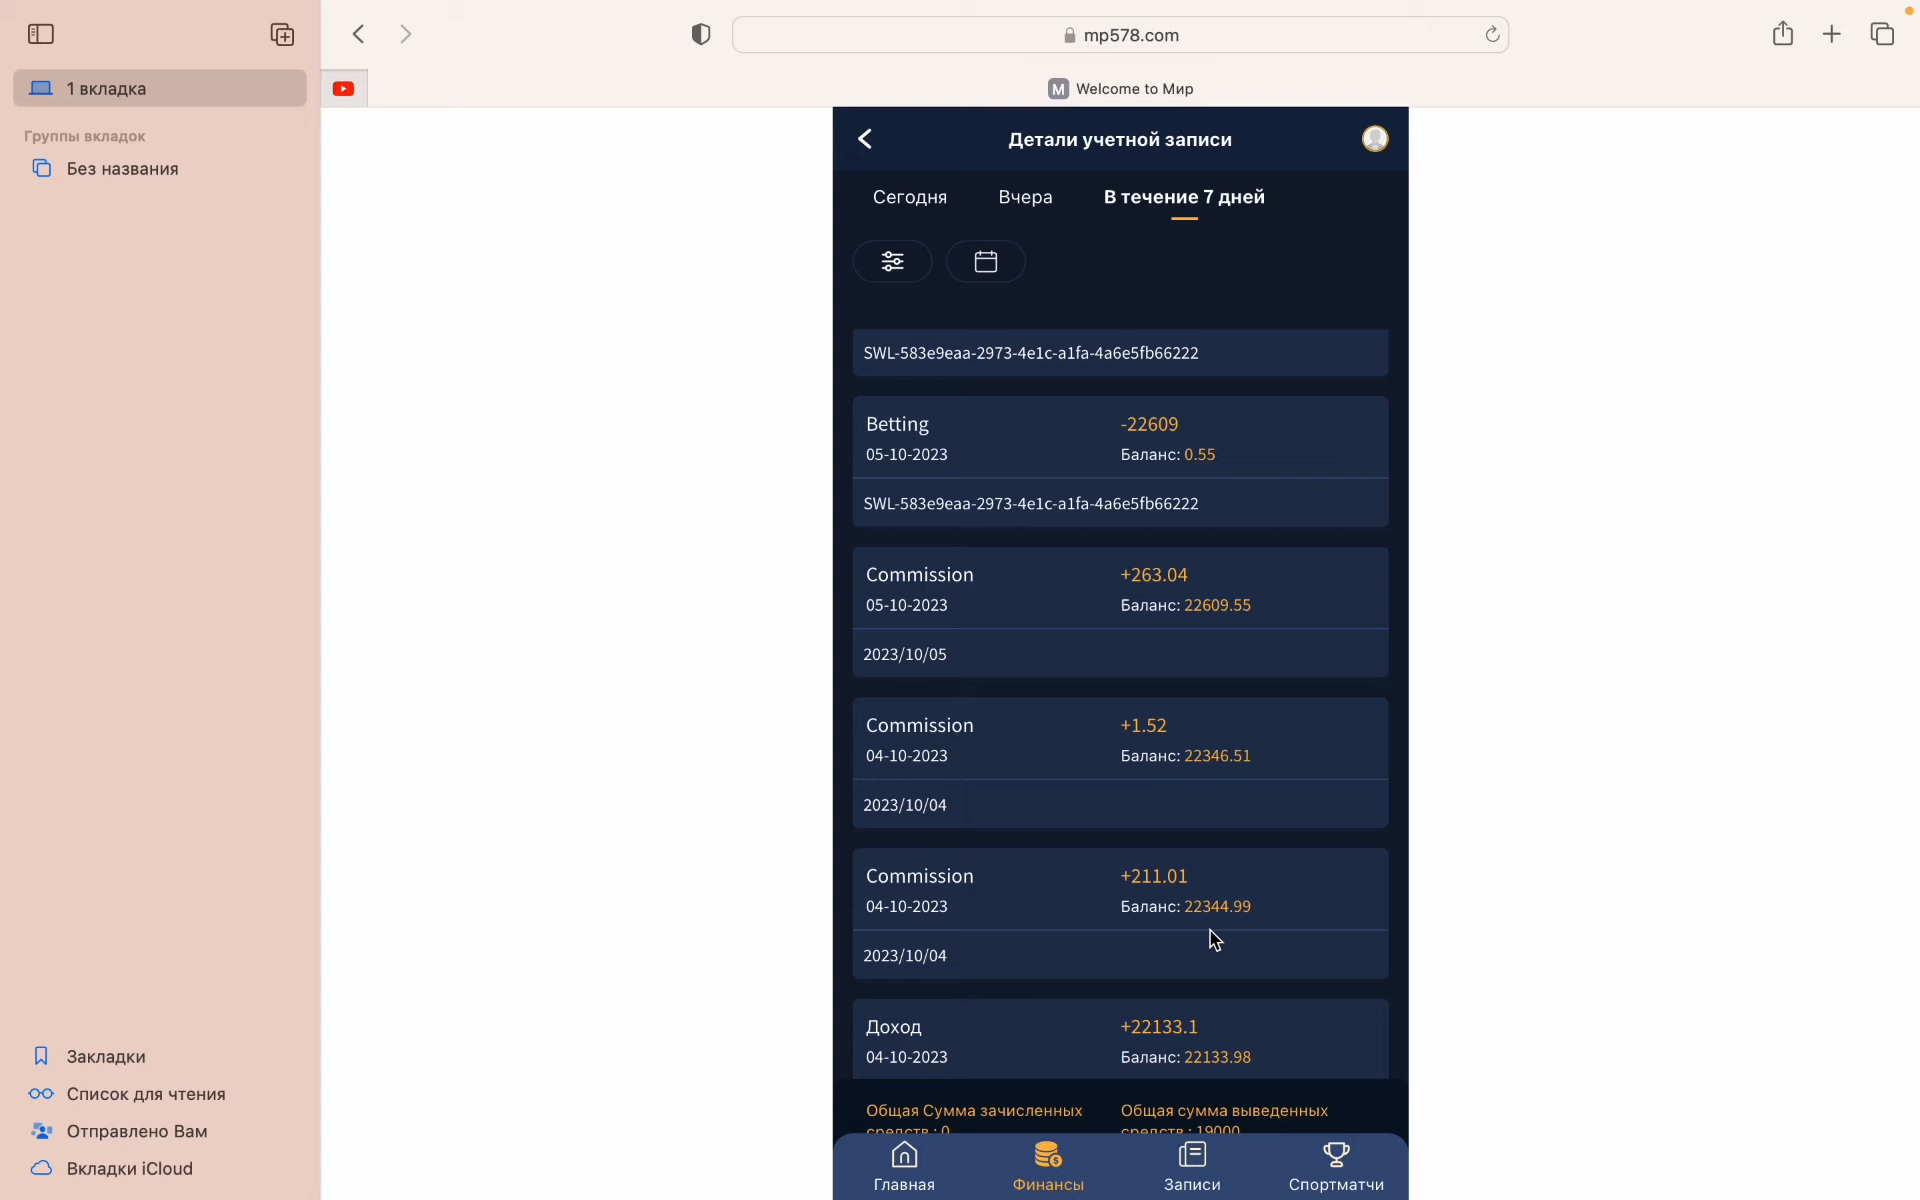 1 вкладка
Группы вкладок
Без названия
mp578.com
M Welcome to Мир
Детали учетной записи
Сегодня Вчера В течение 7 дней
SWL-583e9eaa-2973-4e1c-a1fa-4a6e5fb66222
Betting -22609
05-10-2023 Баланс: 0.55
SWL-583e9eaa-2973-4e1c-a1fa-4a6e5fb66222
Commission +263.04
05-10-2023 Баланс: 22609.55
2023/10/05
Commission +1.52
04-10-2023 Баланс: 22346.51
2023/10/04
Commission +211.01
04-10-2023 Баланс: 22344.99
2023/10/04
Доход +22133.1
04-10-2023 Баланс: 22133.98
Общая Сумма зачисленных Общая сумма выведенных
средств : 0 средств : 19000
Главная Финансы Записи Спортматчи
Закладки
Список для чтения
Отправлено Вам
Вкладки iCloud